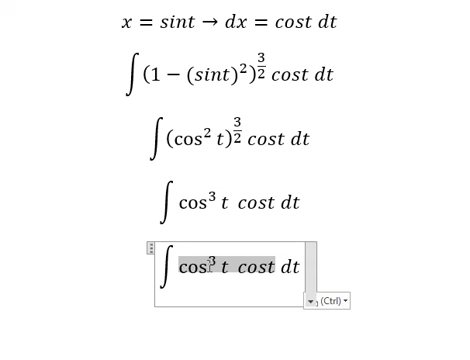 x = sint → dx = cost dt
∫(1 − (sint)²)^(3/2) cost dt
∫(cos² t)^(3/2) cost dt
∫ cos³ t cost dt
∫ cos³ t cost dt
(Ctrl)